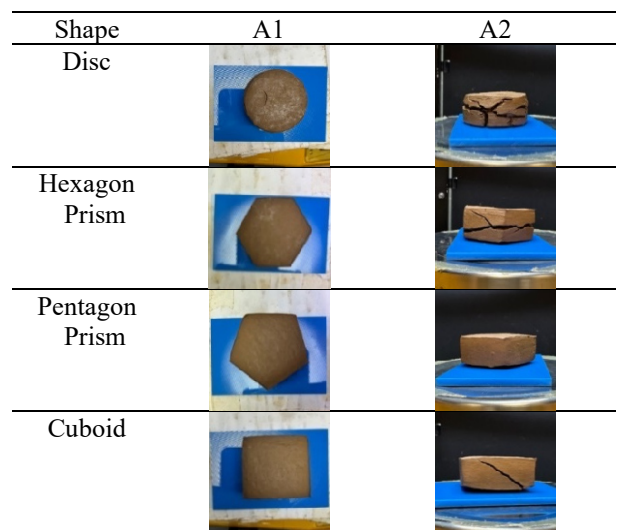 Shape A1 A2
Disc
Hexagon
Prism
Pentagon
Prism
Cuboid